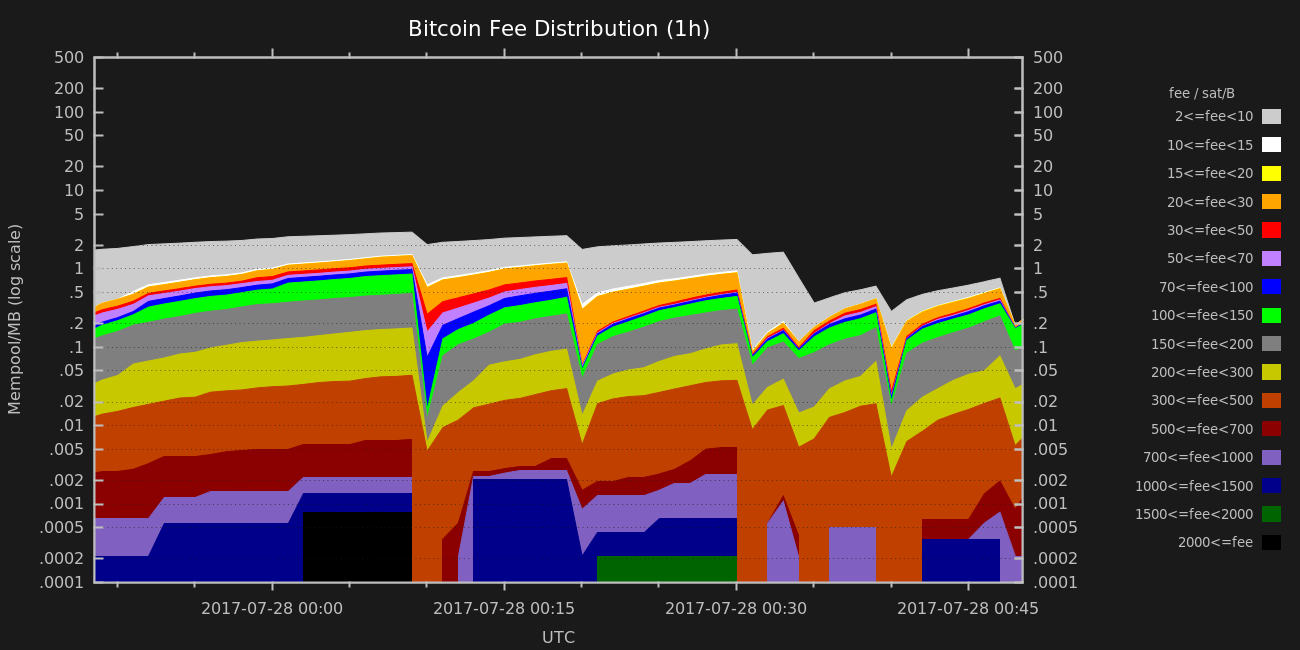 Bitcoin Fee Distribution (1h)
500
200
100
50
20
10
5
2
1
.5
.2
.1
.05
.02
.01
.005
.002
.001
.0005
.0002
.0001
Mempool/MB (log scale)
500
200
100
50
20
10
5
2
1
.5
.2
.1
.05
.02
.01
.005
.002
.001
.0005
.0002
.0001
fee / sat/B
2<=fee<10
10<=fee<15
15<=fee<20
20<=fee<30
30<=fee<50
50<=fee<70
70<=fee<100
100<=fee<150
150<=fee<200
200<=fee<300
300<=fee<500
500<=fee<700
700<=fee<1000
1000<=fee<1500
1500<=fee<2000
2000<=fee
2017-07-28 00:00 2017-07-28 00:15 2017-07-28 00:30 2017-07-28 00:45
UTC